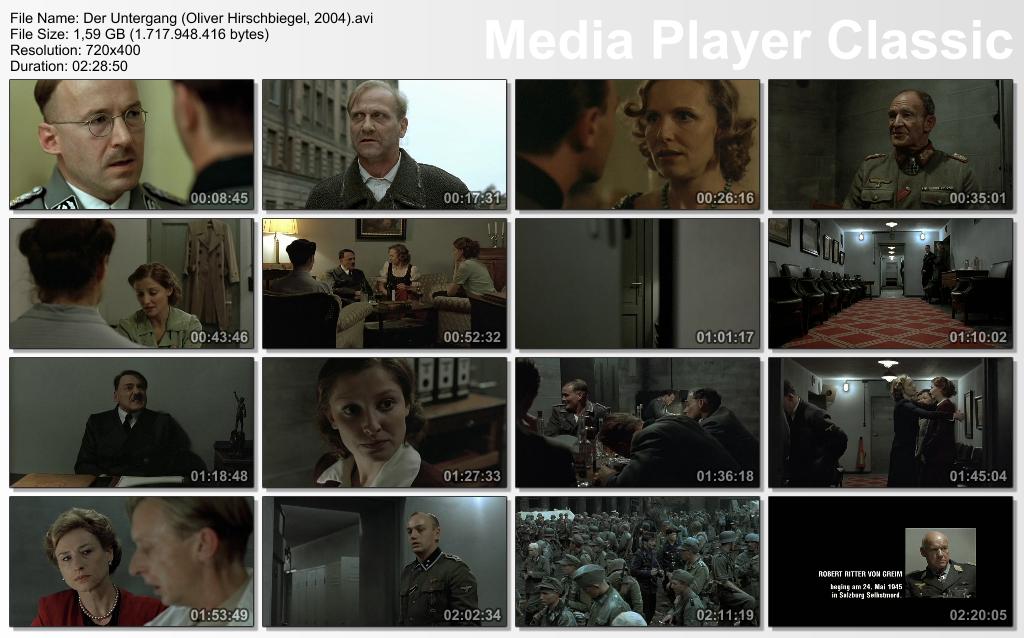 File Name: Der Untergang (Oliver Hirschbiegel, 2004).avi
File Size: 1,59 GB (1.717.948.416 bytes)
Resolution: 720x400
Duration: 02:28:50
Media Player Classic
00:08:45
00:17:31
00:26:16
00:35:01
00:43:46
00:52:32
01:01:17
01:10:02
01:18:48
01:27:33
01:36:18
01:45:04
01:53:49
02:02:34
02:11:19
ROBERT RITTER VON GREIM
beging am 24. Mai 1945
in Salzburg Selbstmord.
02:20:05